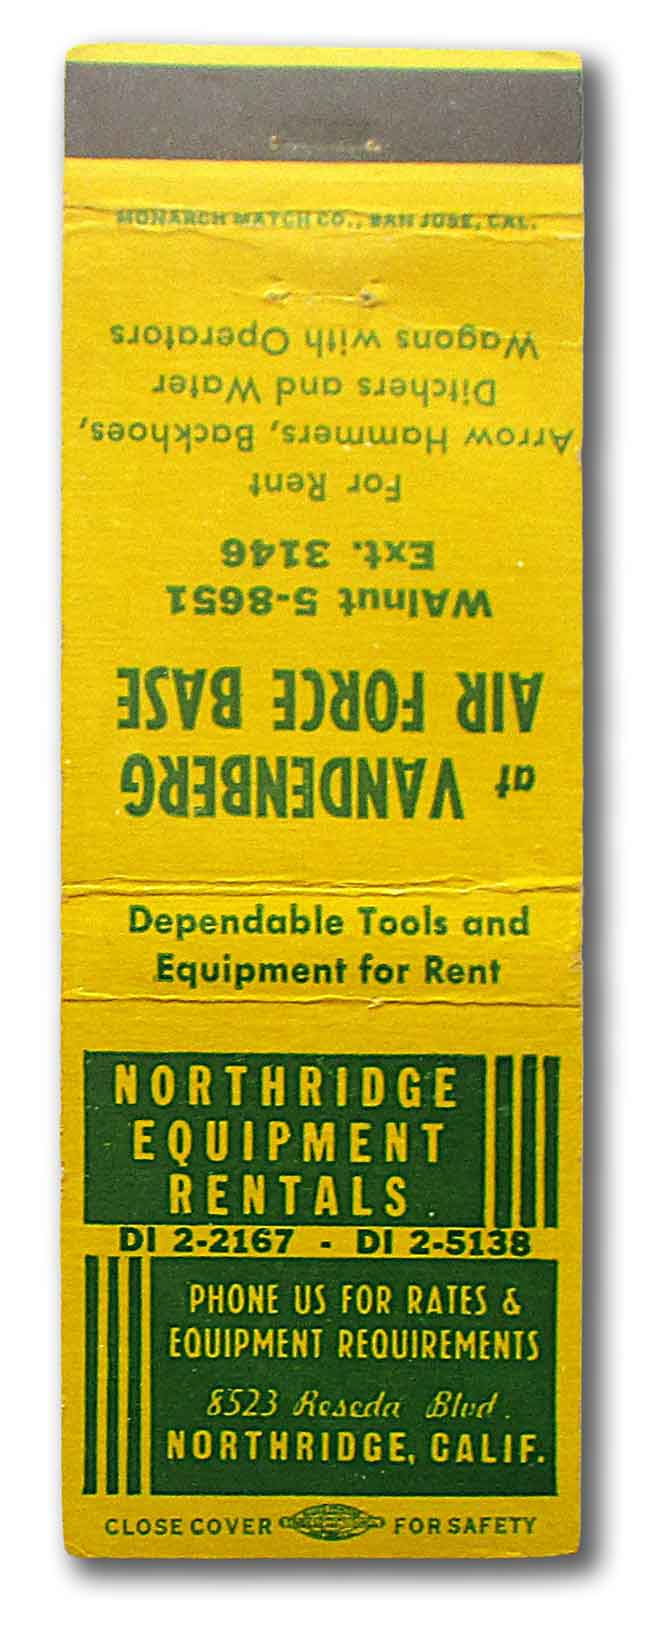 MONARCH MATCH CO., SAN JOSE, CAL.
at VANDENBERG
AIR FORCE BASE
WAlnut 5-8651
Ext. 3146
For Rent
Arrow Hammers, Backhoes,
Ditchers and Water
Wagons with Operators
Dependable Tools and
Equipment for Rent
NORTHRIDGE
EQUIPMENT
RENTALS
DI 2-2167 - DI 2-5138
PHONE US FOR RATES &
EQUIPMENT REQUIREMENTS
8523 Reseda Blvd.
NORTHRIDGE, CALIF.
CLOSE COVER FOR SAFETY